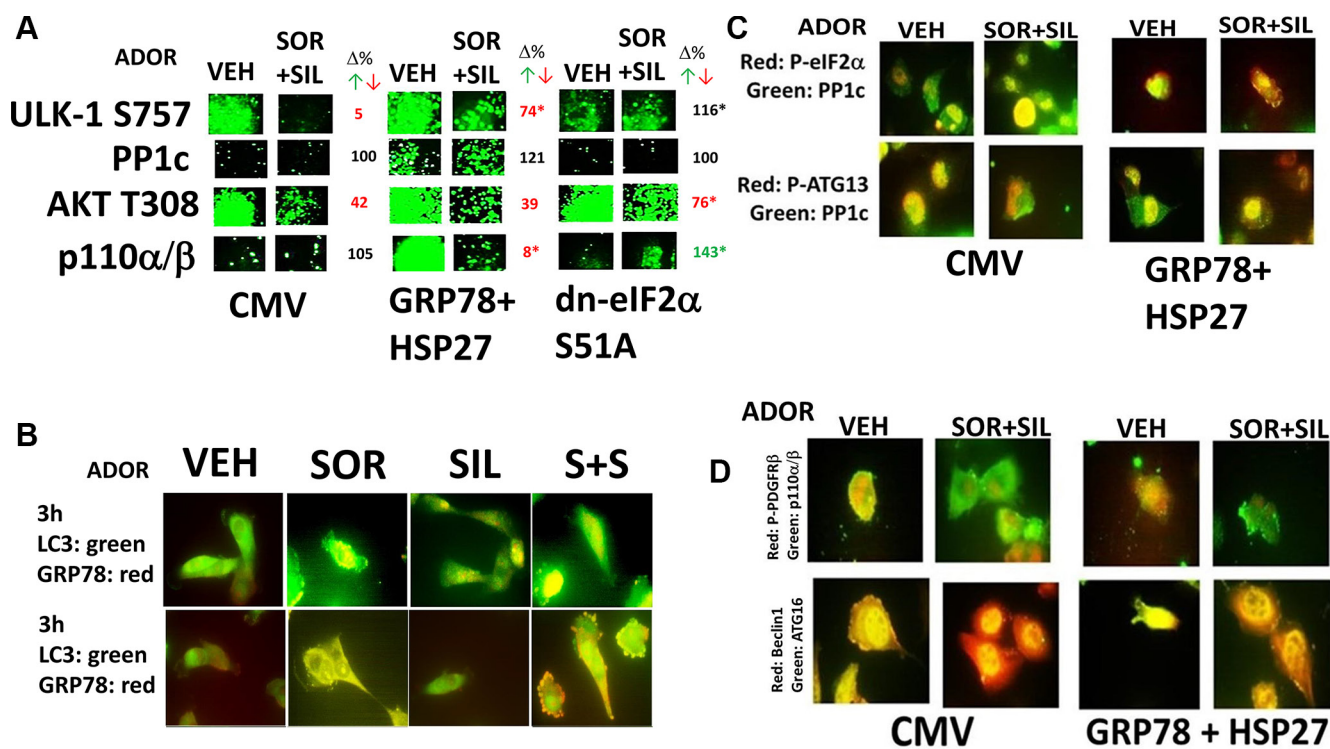 A
ADOR
VEH
SOR
+SIL
Δ%
↑↓
VEH
SOR
+SIL
Δ%
↑↓
VEH
SOR
+SIL
Δ%
↑↓
ULK-1 S757
5
74*
116*
PP1c
100
121
100
AKT T308
42
39
76*
p110α/β
105
8*
143*
CMV
GRP78+
HSP27
dn-eIF2α
S51A
B
ADOR
VEH
SOR
SIL
S+S
3h
LC3: green
GRP78: red
3h
LC3: green
GRP78: red
C
ADOR
VEH
SOR+SIL
VEH
SOR+SIL
Red: P-eIF2α
Green: PP1c
Red: P-ATG13
Green: PP1c
CMV
GRP78+
HSP27
D
ADOR
VEH
SOR+SIL
VEH
SOR+SIL
Red: P-PDGFRβ
Green: p110α/β
Red: Beclin1
Green: ATG16
CMV
GRP78 + HSP27